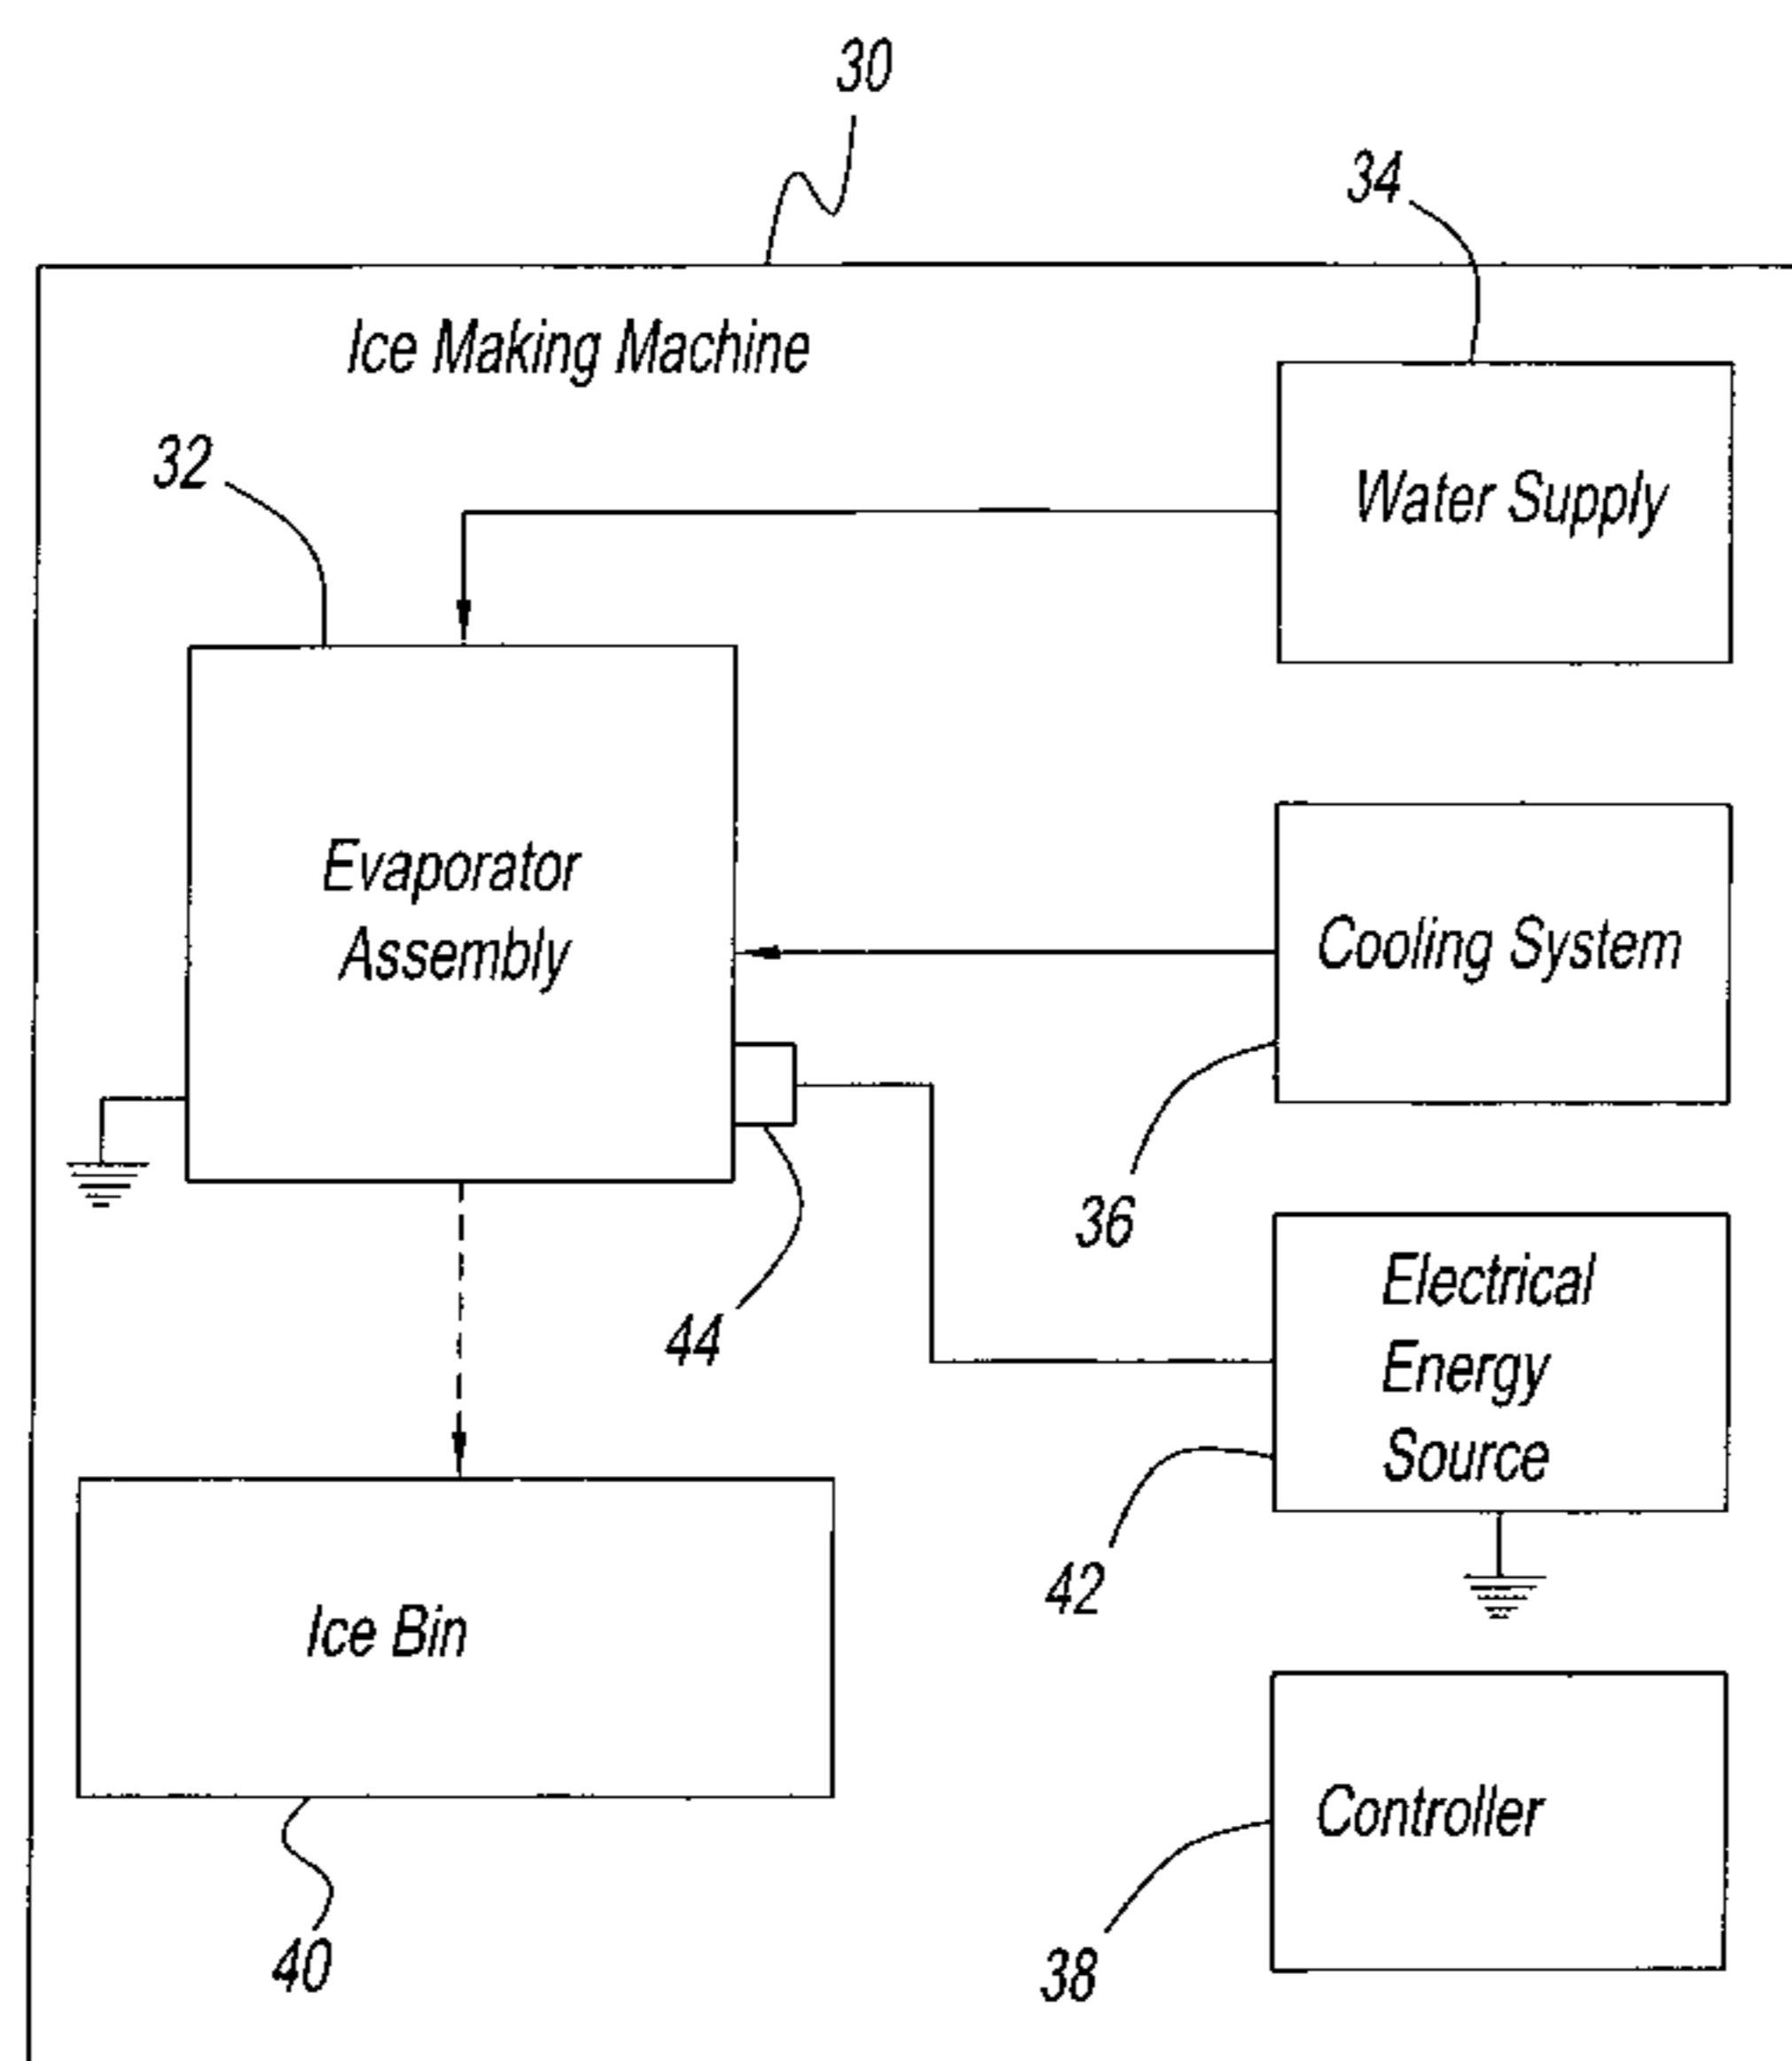 30
34
Ice Making Machine
32
Water Supply
Evaporator
Assembly
Cooling System
36
44
Electrical
Energy
Source
42
Ice Bin
Controller
40
38